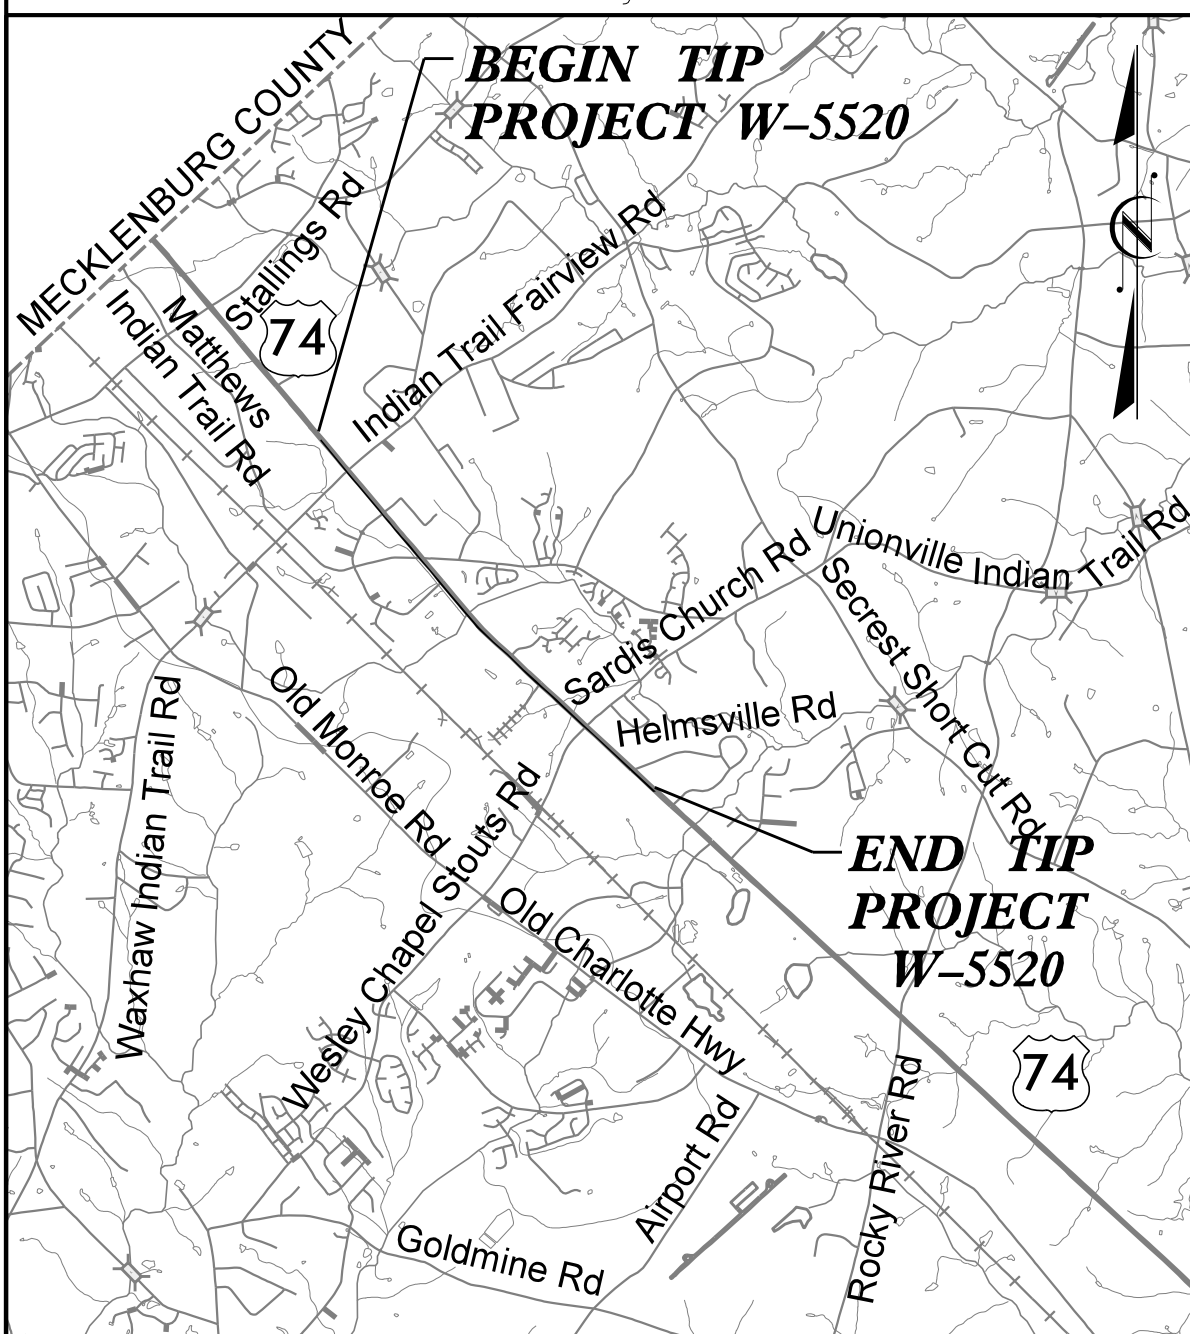 BEGIN TIP
PROJECT W–5520
MECKLENBURG COUNTY
Stallings Rd
74
Matthews
Indian Trail Rd
Indian Trail Fairview Rd
Unionville Indian Trail Rd
Sardis Church Rd
Secrest Short Cut Rd
Helmsville Rd
Old Monroe Rd
Waxhaw Indian Trail Rd
Wesley Chapel Stouts Rd
END TIP
PROJECT
W–5520
Old Charlotte Hwy
74
Airport Rd
Rocky River Rd
Goldmine Rd